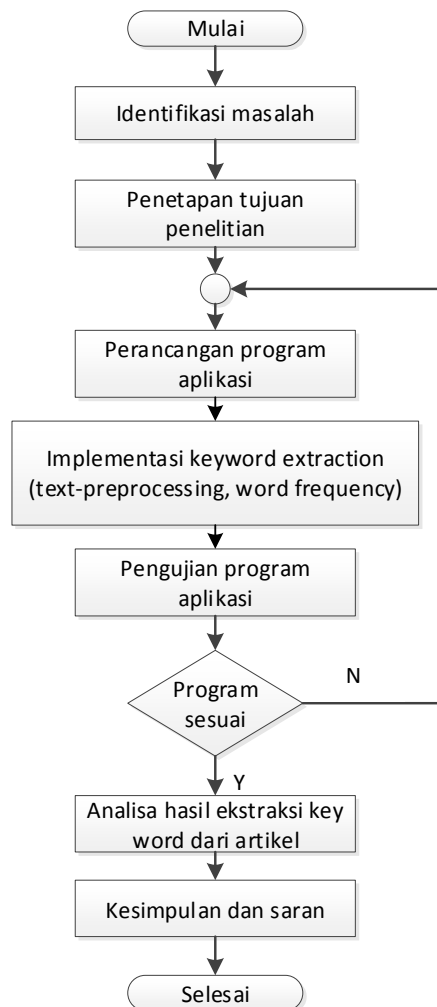 Mulai
Identifikasi masalah
Penetapan tujuan
penelitian
Perancangan program
aplikasi
Implementasi keyword extraction
(text-preprocessing, word frequency)
Pengujian program
aplikasi
Program
sesuai
N
Y
Analisa hasil ekstraksi key
word dari artikel
Kesimpulan dan saran
Selesai